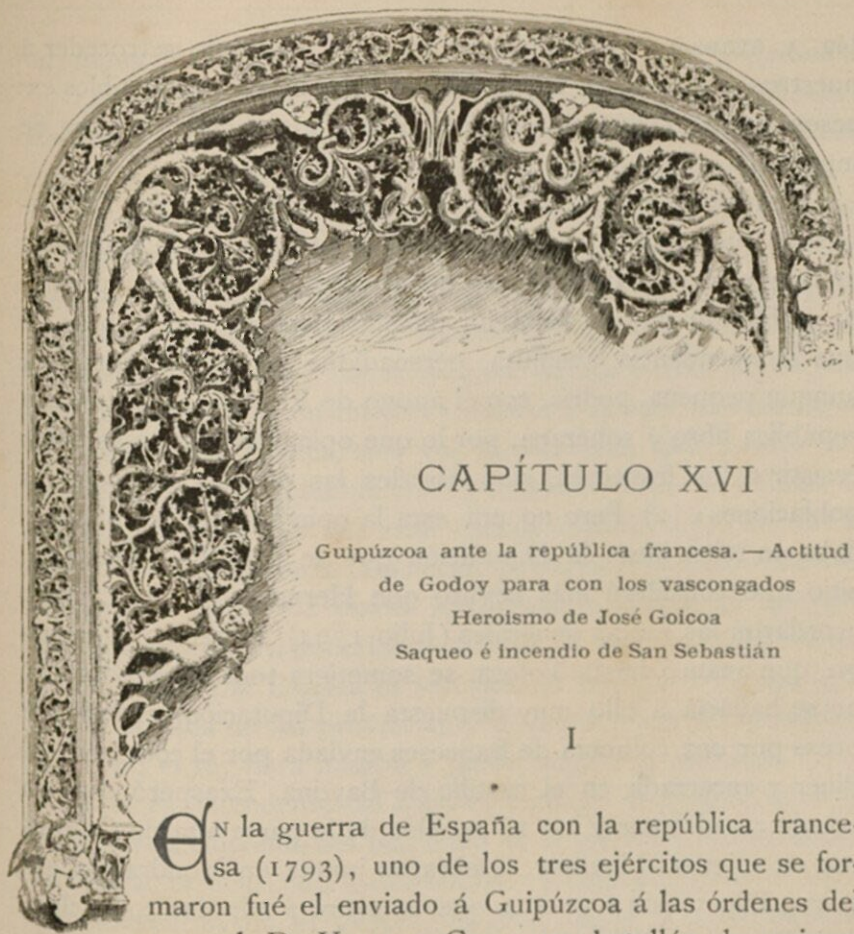 CAPÍTULO XVI
Guipúzcoa ante la república francesa. — Actitud
de Godoy para con los vascongados
Heroismo de José Goicoa
Saqueo é incendio de San Sebastián
I
EN la guerra de España con la república france-
sa (1793), uno de los tres ejércitos que se for-
maron fué el enviado á Guipúzcoa á las órdenes del